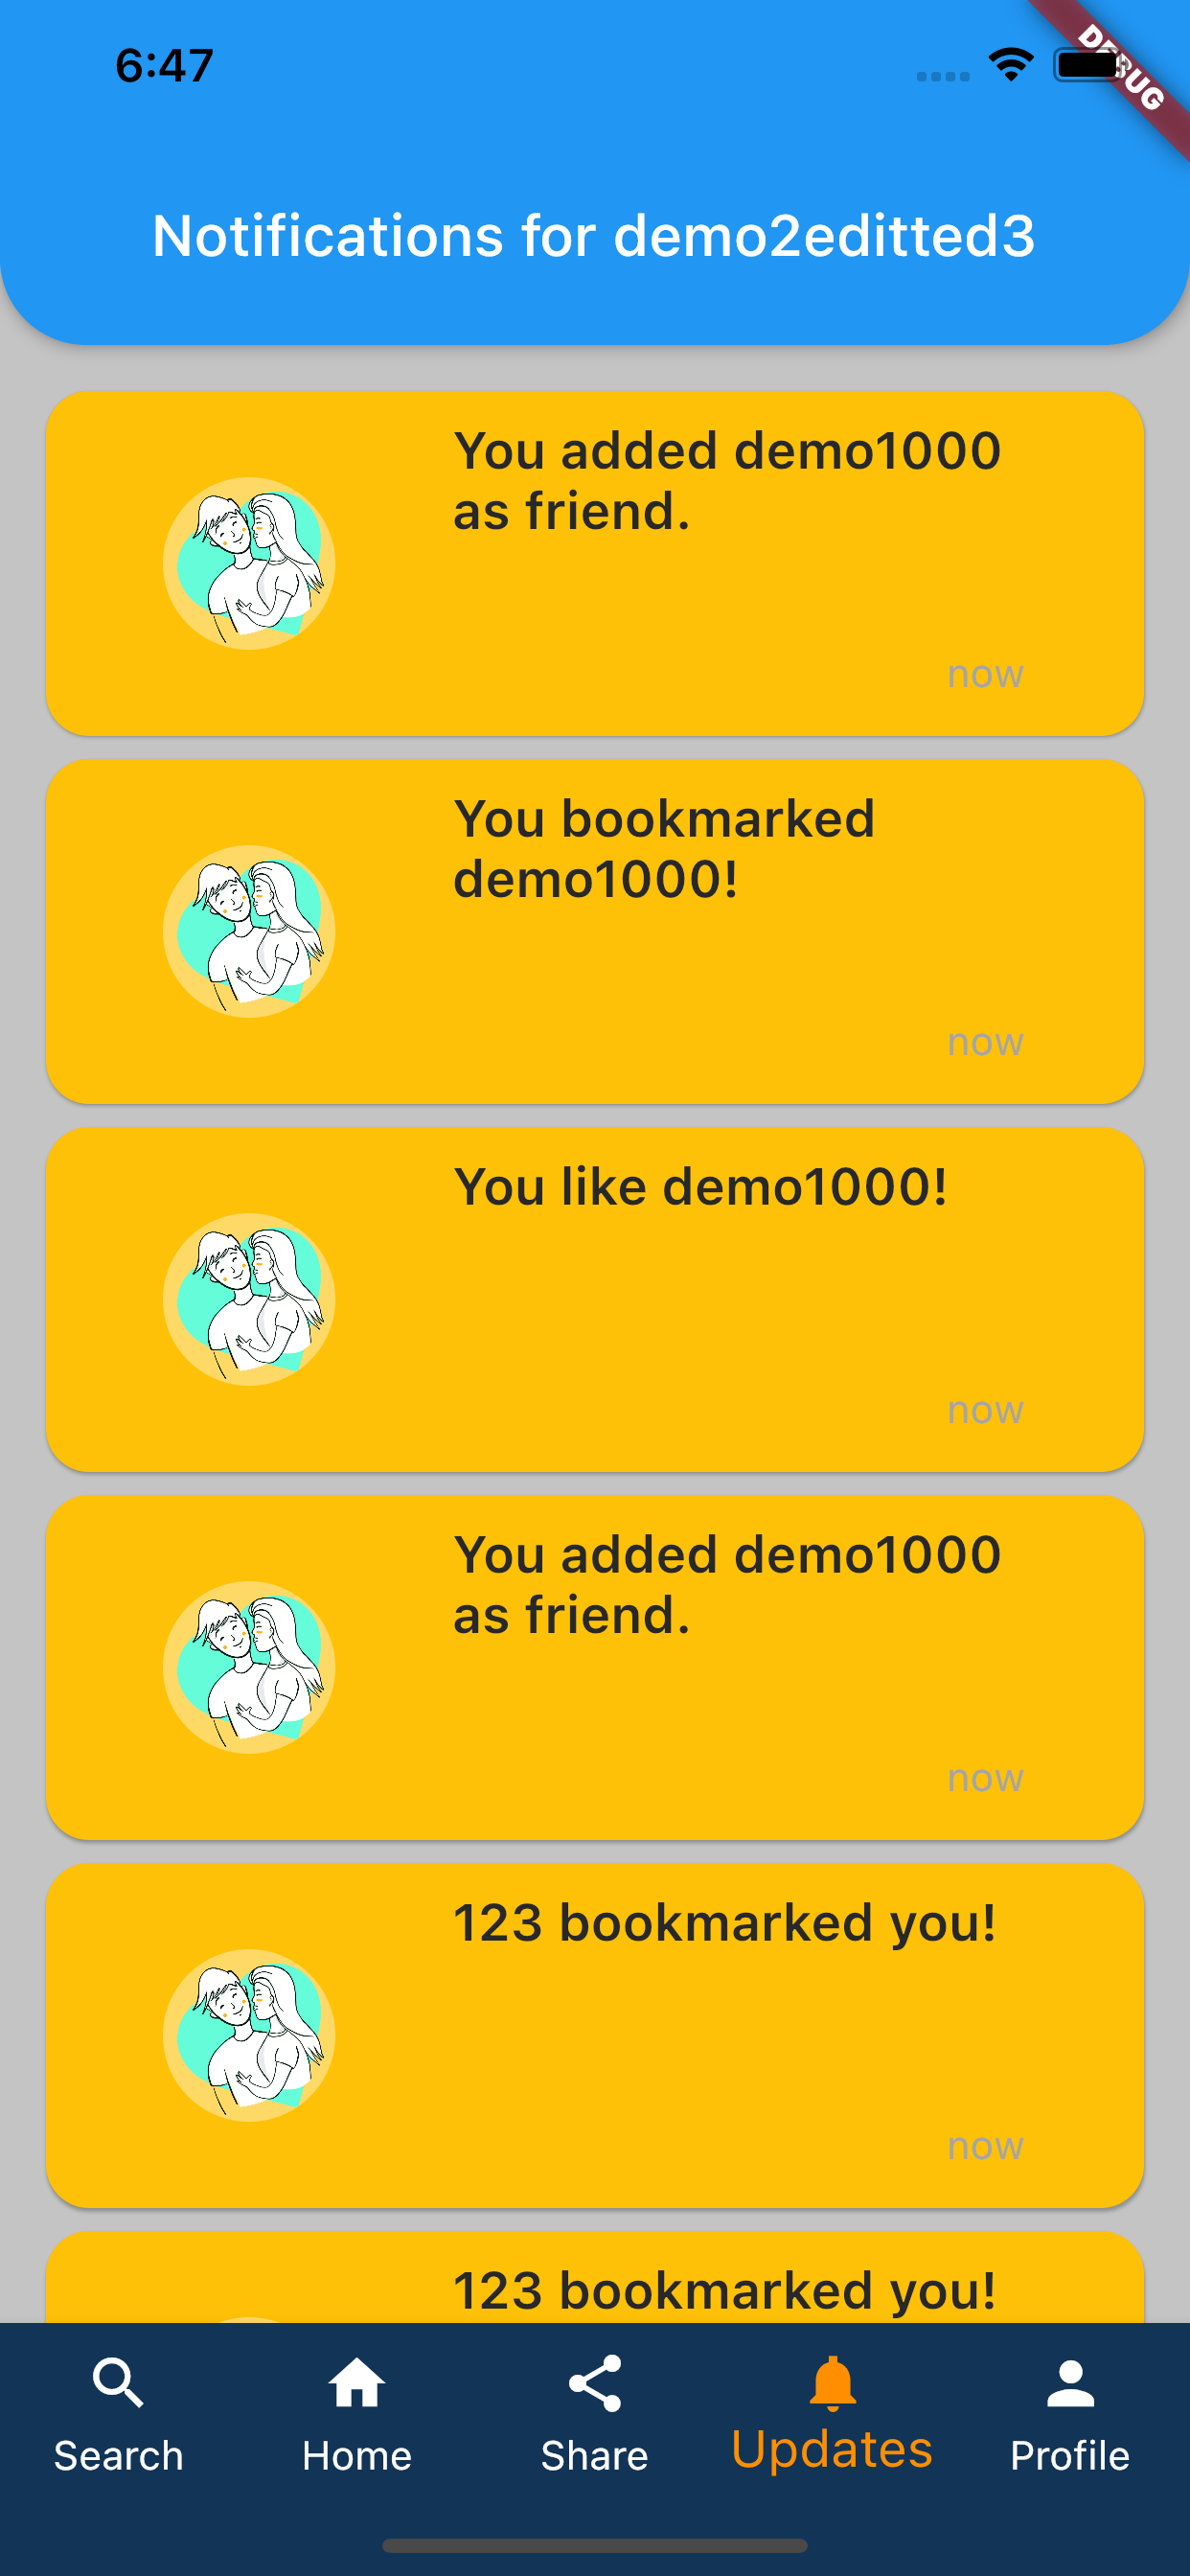 6:47
DEBUG
Notifications for demo2editted3
You added demo1000
as friend.
now
You bookmarked
demo1000!
now
You like demo1000!
now
You added demo1000
as friend.
now
123 bookmarked you!
now
123 bookmarked you!
Search
Home
Share
Updates
Profile